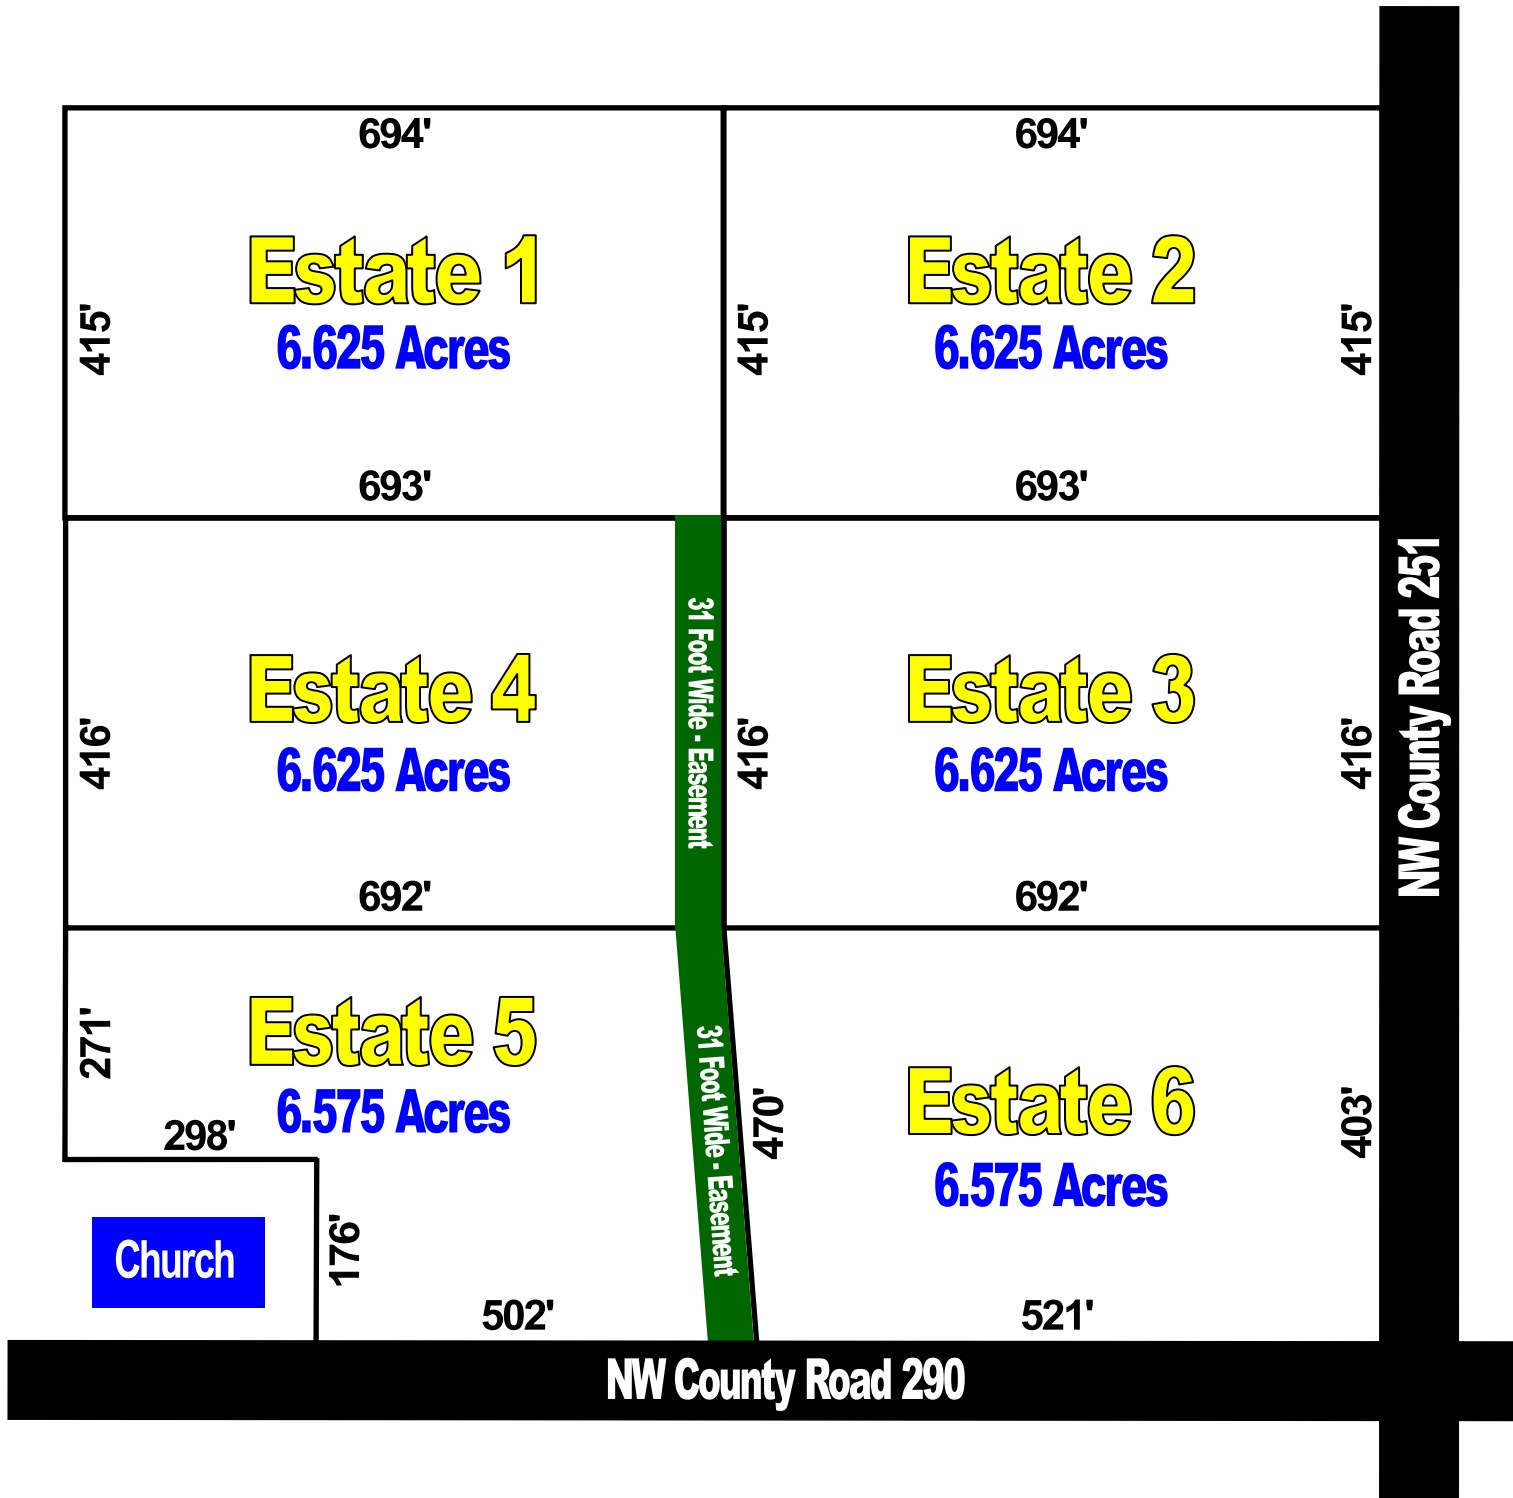 694'
694'
Estate 1
6.625 Acres
415'
Estate 2
6.625 Acres
415'
415'
693'
693'
Estate 4
6.625 Acres
416'
31 Foot Wide - Easement
Estate 3
6.625 Acres
416'
416'
NW County Road 251
692'
692'
Estate 5
6.575 Acres
271'
298'
31 Foot Wide - Easement
470'
Estate 6
6.575 Acres
403'
Church
176'
502'
521'
NW County Road 290